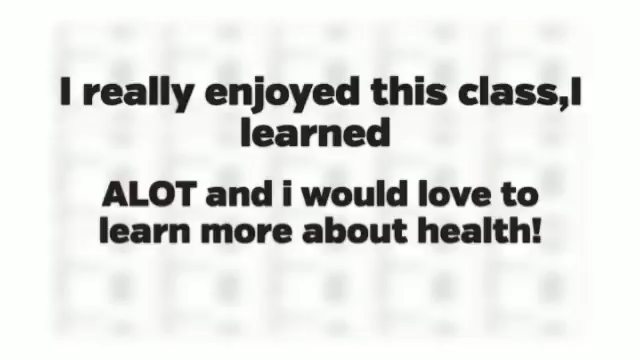 I really enjoyed this class,I
learned
ALOT and i would love to
learn more about health!